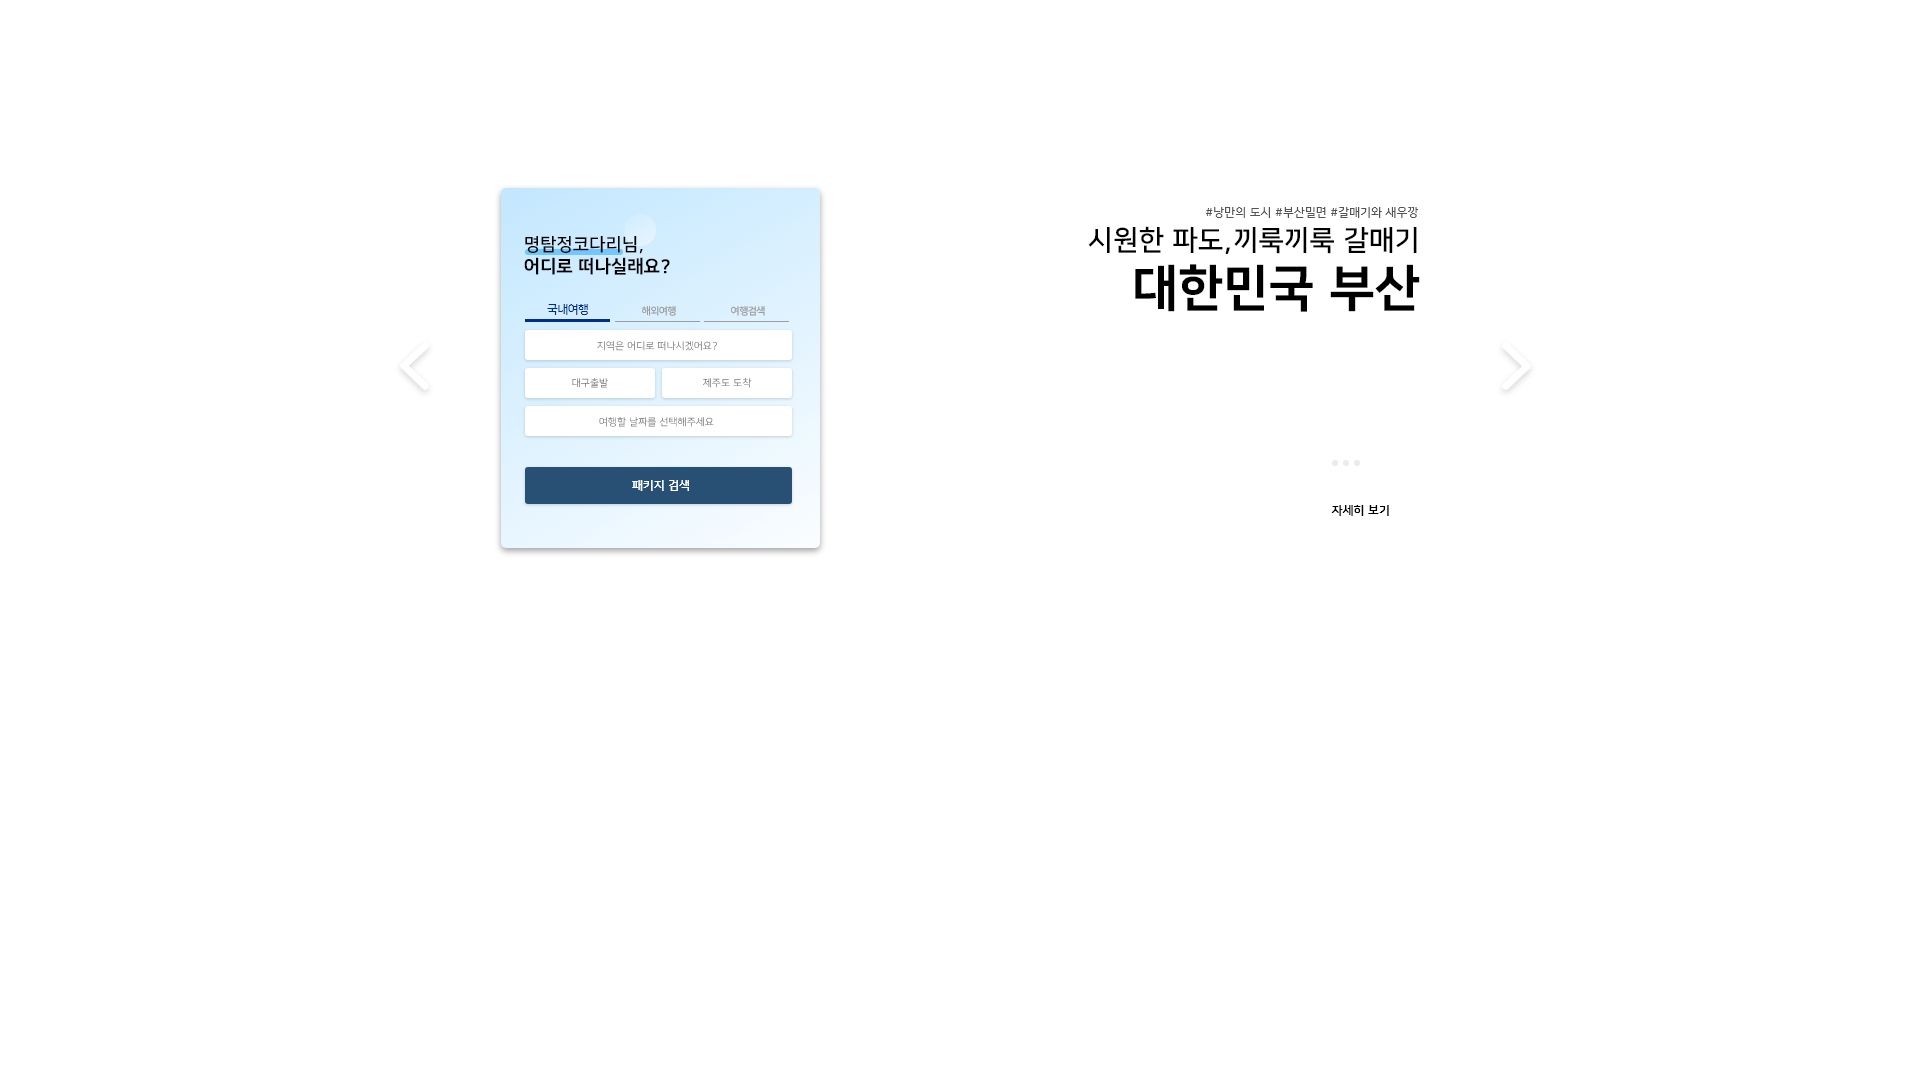 명탐정코다리님,
어디로 떠나실래요?
국내여행 해외여행 여행검색
지역은 어디로 떠나시겠어요?
대구출발 제주도 도착
여행할 날짜를 선택해주세요
패키지 검색
#낭만의 도시 #부산밀면 #갈매기와 새우깡
시원한 파도,끼룩끼룩 갈매기
대한민국 부산
자세히 보기